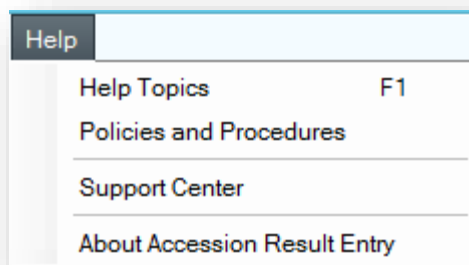 Help
Help Topics F1
Policies and Procedures
Support Center
About Accession Result Entry